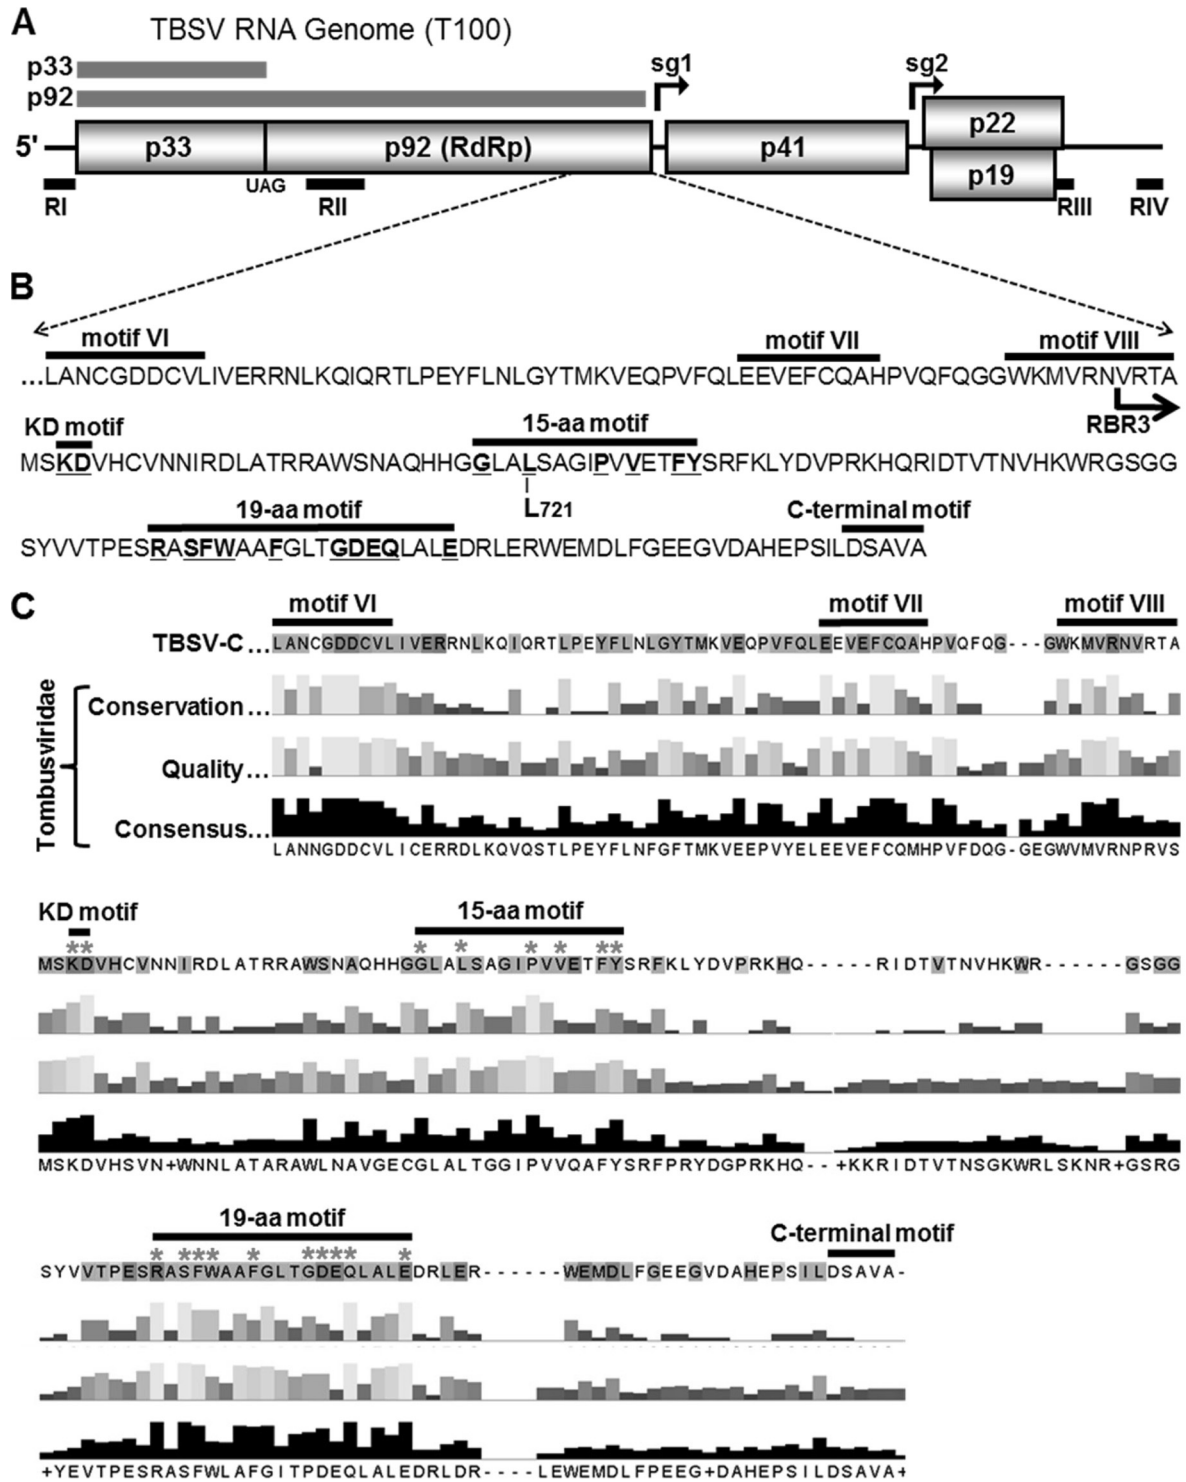 A
TBSV RNA Genome (T100)
p33
p92
sg1
sg2
5'
p33
p92 (RdRp)
p41
p22
p19
UAG
RI
RII
RIII
RIV
B
motif VI
motif VII
motif VIII
...LANCGDDCVLIVERRNLKQIQRTLPEYFLNLGYTMKVEQPVFQLEEVEFCQAHPVQFQGGWKMVRNVRTA
RBR3
KD motif
15-aa motif
MSKDVHCVNNIRDLATRRAWSNAQHHGGLALSAGIPVVETFYSRFKLYDVPRKHQRIDTVTNVHKWRGSGG
L721
19-aa motif
C-terminal motif
SYVVTPESRASFWAAFGLTGDEQLALEDRLERWEMDLFGEEGVDAHEPSILDSAVA
C
motif VI
motif VII
motif VIII
TBSV-C ... LANCGDDCVLIVERRNLKQIQRTLPEYFLNLGYTMKVEQPVFQLEEVEFCQAHPVQFQG---GWKMVRNVRTA
Tombusviridae
Conservation ...
Quality ...
Consensus...
LANNGDDCVLICERRDLKQVQSTLPEYFLNFGFTMKVEEPVYELEEVEFCQMHPVFDQG-GEGWVMVRNPRVS
KD motif
15-aa motif
** * * * * **
MSKDVHCVNNIRDLATRRAWSNAQHHGGLALSAGIPVVETFYSRFKLYDVPRKHQ-----RIDTVTNVHKWR------GSGG
MSKDVHSVN+WNNLATARAWLNAVGECGLALTGGIPVVQAFYSRFPRYDGPRKHQ--+KKRIDTVTNSGKWRLSKNR+GSRG
19-aa motif
C-terminal motif
* *** * **** *
SYVVTPESRASFWAAFGLTGDEQLALEDRLER------WEMDLFGEEGVDAHEPSILDSAVA-
+YEVTPESRASFWLAFGITPDEQLALEDRLDR----LEWEMDLFPEEG+DAHEPSILDSAVA+